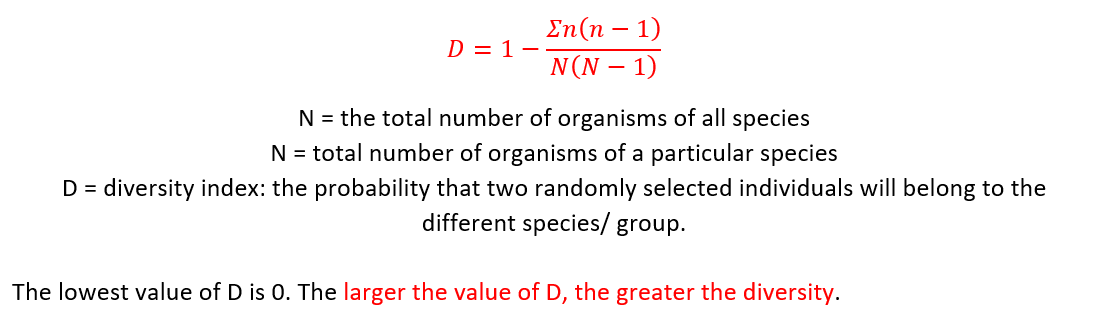 D = 1 − Σn(n − 1) / N(N − 1)
N = the total number of organisms of all species
N = total number of organisms of a particular species
D = diversity index: the probability that two randomly selected individuals will belong to the
different species/ group.
The lowest value of D is 0. The larger the value of D, the greater the diversity.